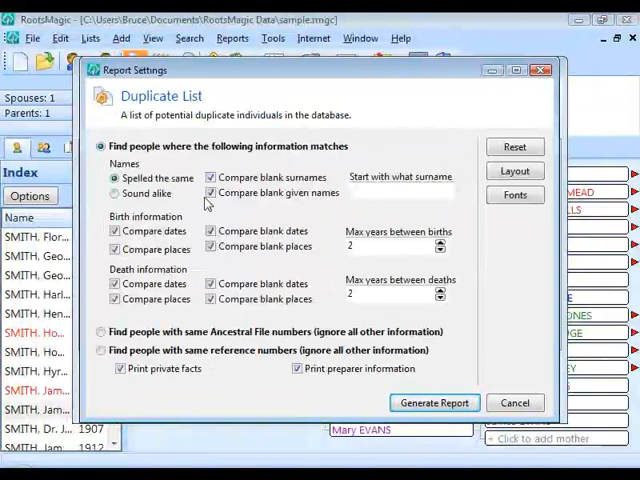 RootsMagic - [C:\Users\Bruce\Documents\RootsMagic Data\sample.rmgc]
File Edit Lists Add View Search Reports Tools Internet Window Help
Spouses: 1
Parents: 1
Index
Options
Name
SMITH, Flor...
SMITH, Geo...
SMITH, Geo...
SMITH, Har...
SMITH, Ho...
SMITH, Hyr...
SMITH, Jam...
SMITH, Jam...
SMITH, Dr. J... 1907
SMITH, Jam... 1912
Report Settings
Duplicate List
A list of potential duplicate individuals in the database.
Find people where the following information matches
Names
Spelled the same Compare blank surnames Start with what surname
Sound alike Compare blank given names
Birth information
Compare dates Compare blank dates Max years between births
Compare places Compare blank places 2
Death information
Compare dates Compare blank dates Max years between deaths
Compare places Compare blank places 2
Find people with same Ancestral File numbers (ignore all other information)
Find people with same reference numbers (ignore all other information)
Print private facts Print preparer information
Reset
Layout
Fonts
Generate Report Cancel
MEAD
LLS
ONES
DGE
Mary EVANS
+ Click to add mother